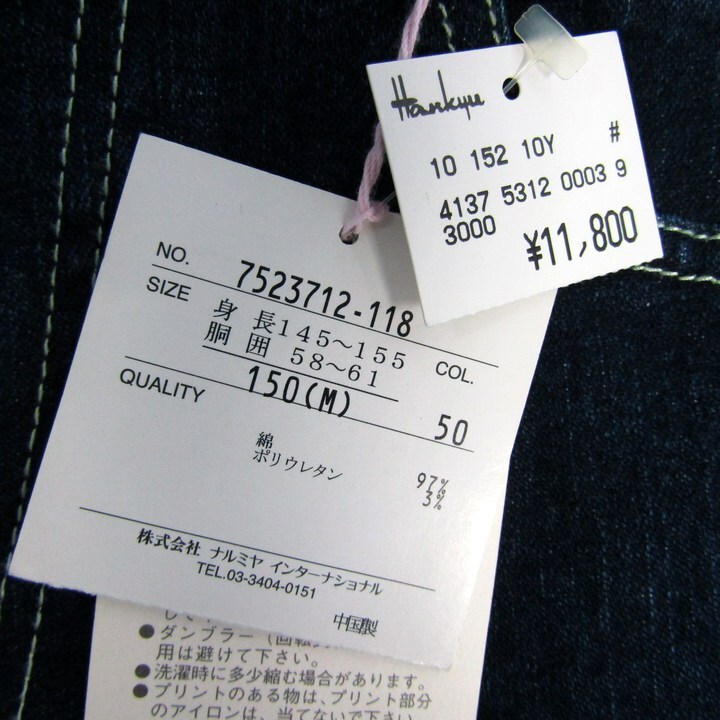 Hankyu
10 152 10Y #
4137 5312 0003 9
3000
¥11,800
NO. 7523712-118
SIZE 身長145～155
胴囲 58～61
150(M)
COL.
50
QUALITY
綿 97%
ポリウレタン 3%
株式会社 ナルミヤ インターナショナル
TEL.03-3404-0151
中国製
●ダンブラー（回転
用は避けて下さい。
●洗濯時に多少縮む場合があります。
●プリントのある物は、プリント部分
のアイロンは、当てないで下さい